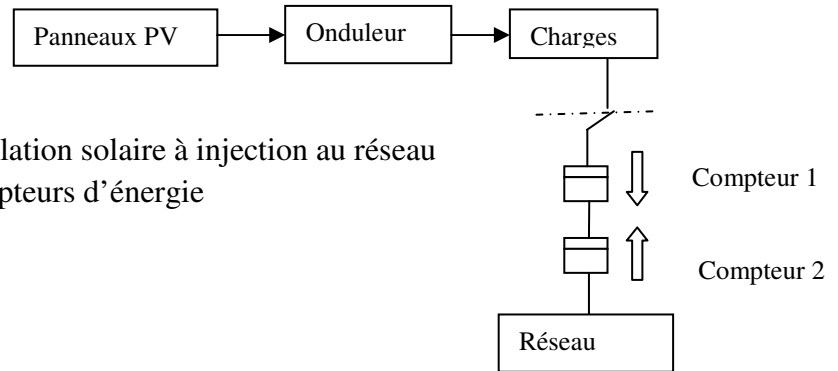 Panneaux PV
Onduleur
Charges
lation solaire à injection au réseau
pteurs d'énergie
Compteur 1
Compteur 2
Réseau